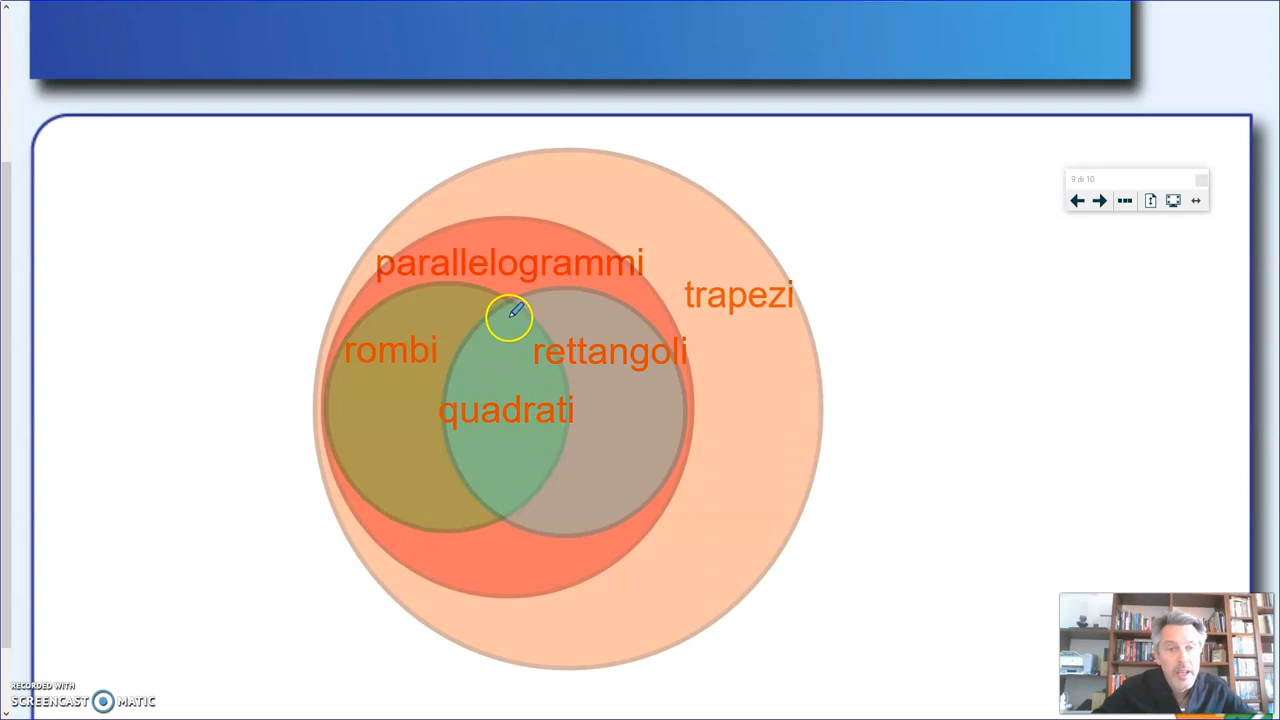 9 di 10
parallelogrammi
trapezi
rombi
rettangoli
quadrati
RECORDED WITH
SCREENCAST MATIC